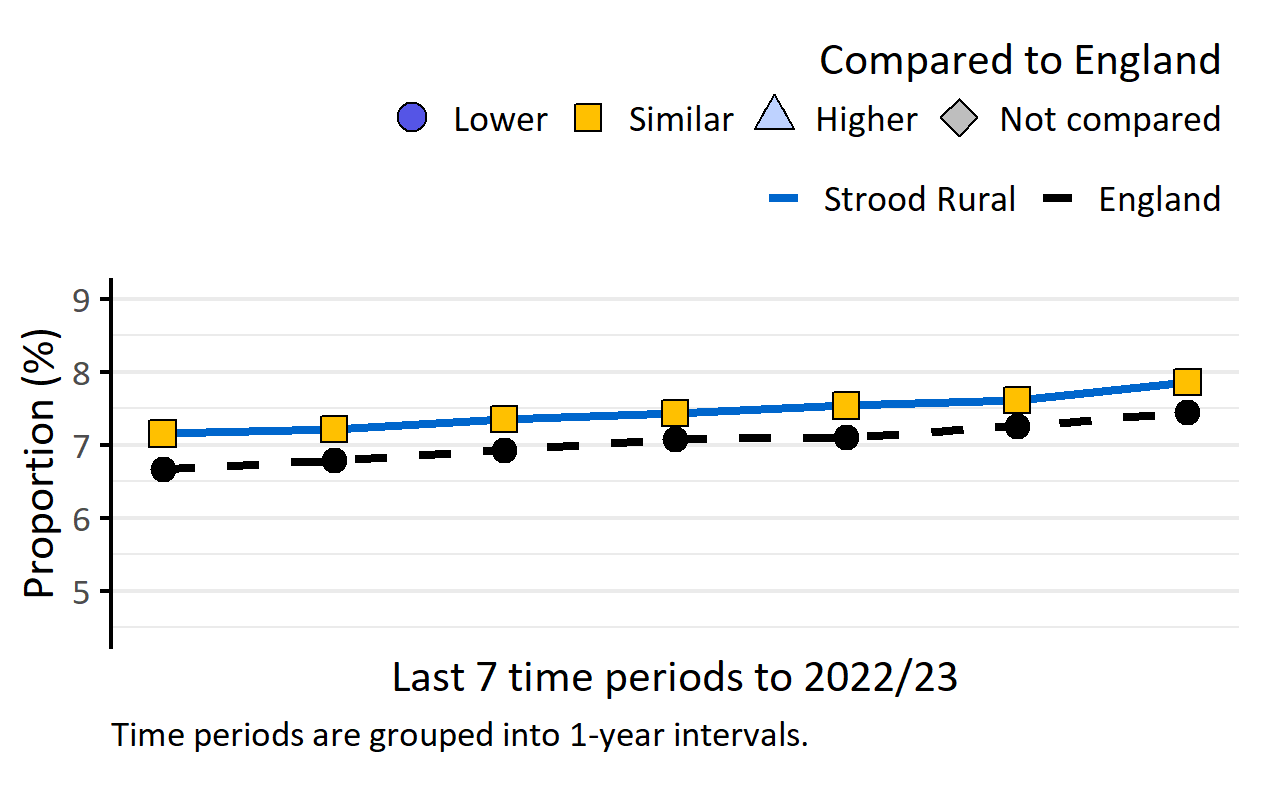 Compared to England
Lower Similar Higher Not compared
Strood Rural England
9
8
7
6
5
Proportion (%)
Last 7 time periods to 2022/23
Time periods are grouped into 1-year intervals.